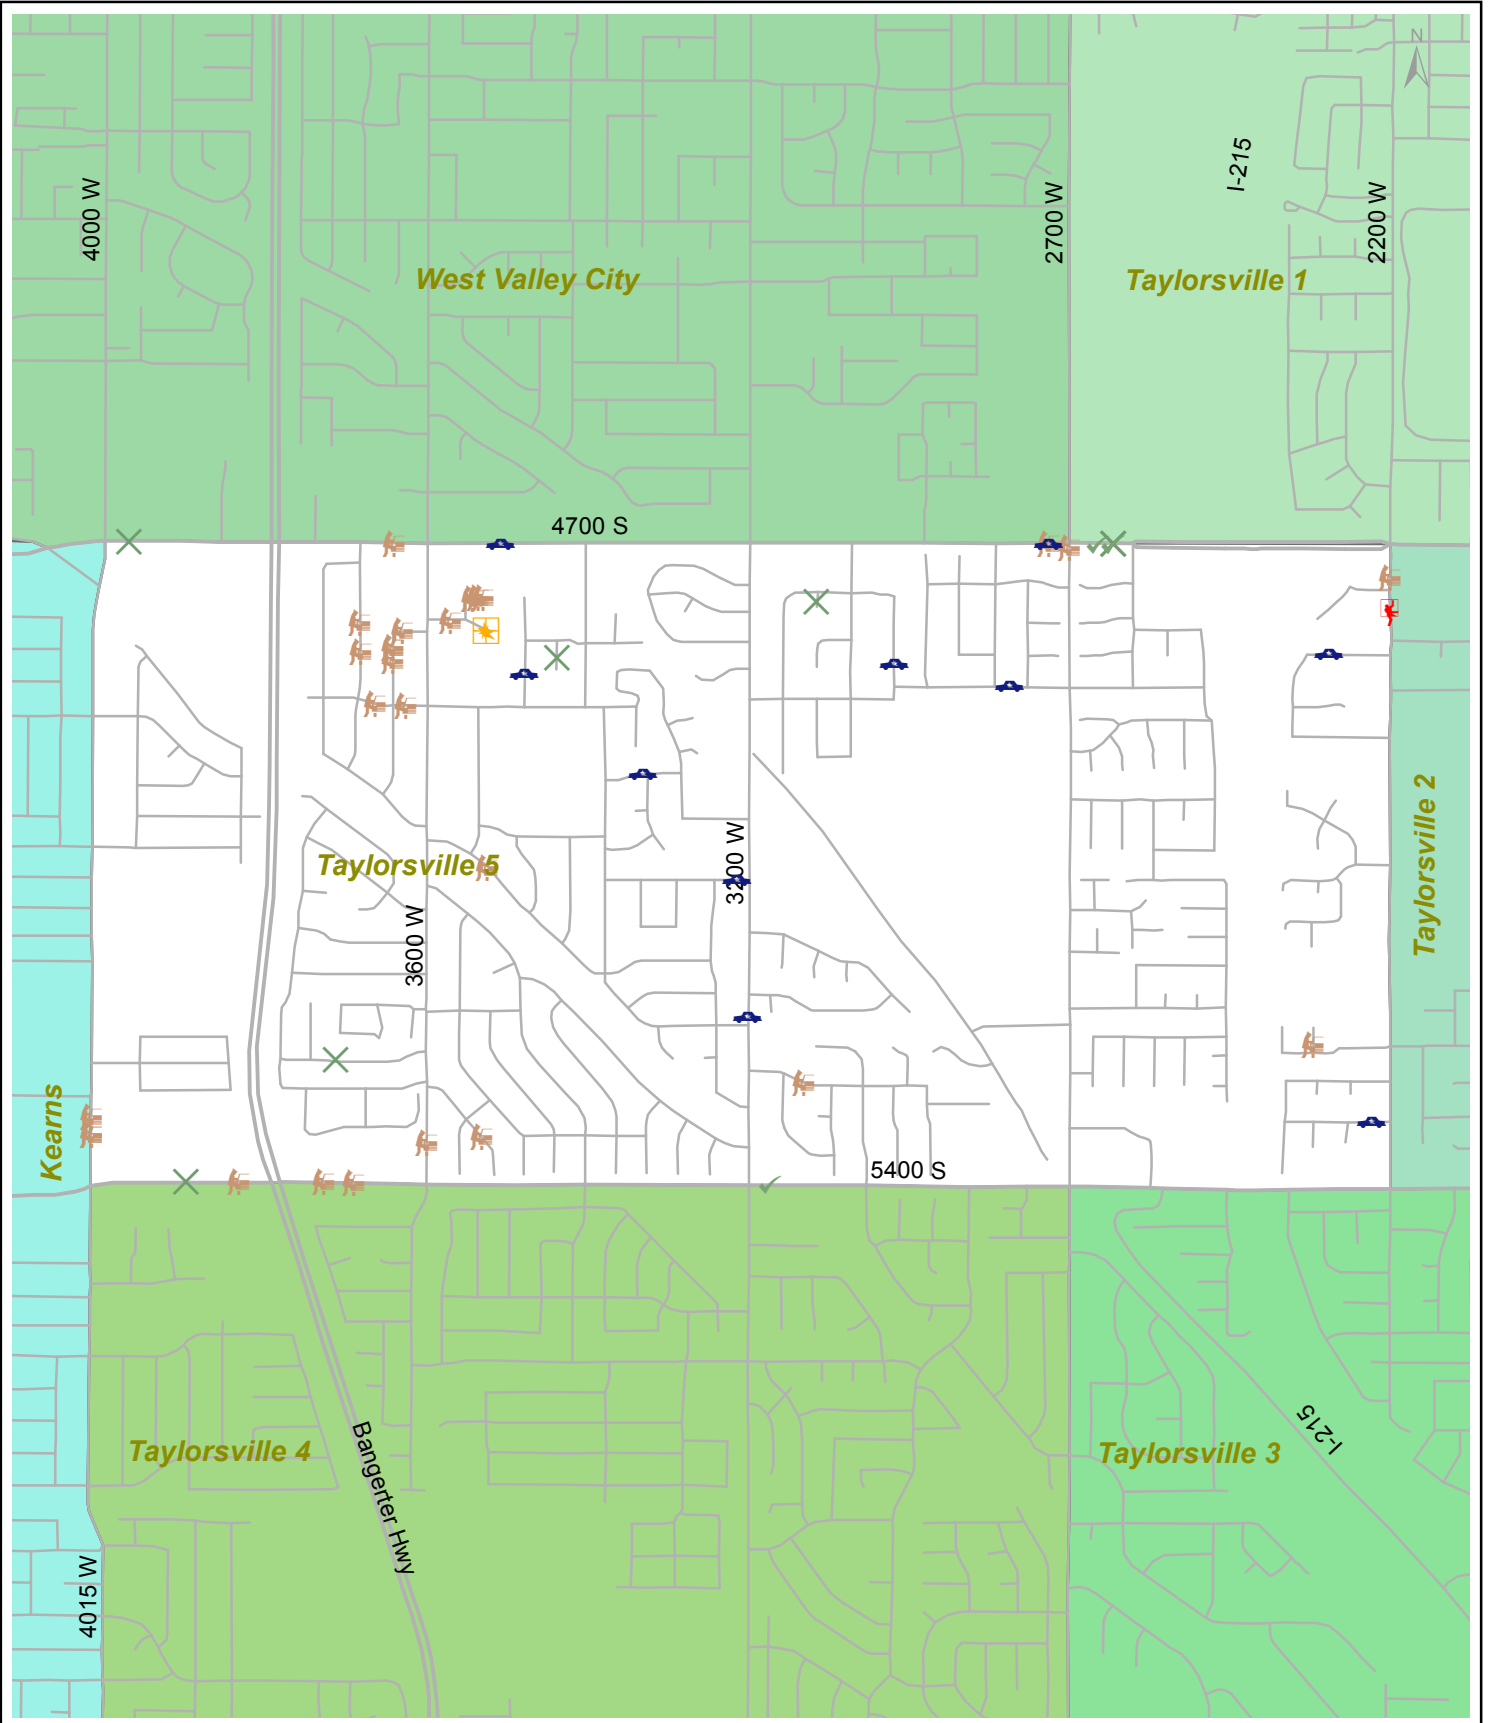 N
I-215
4000 W
2700 W
2200 W
West Valley City
Taylorsville 1
4700 S
Taylorsville 2
3200 W
Taylorsville 5
3600 W
Kearns
5400 S
I-215
Taylorsville 4
Taylorsville 3
Bangerter Hwy
4015 W